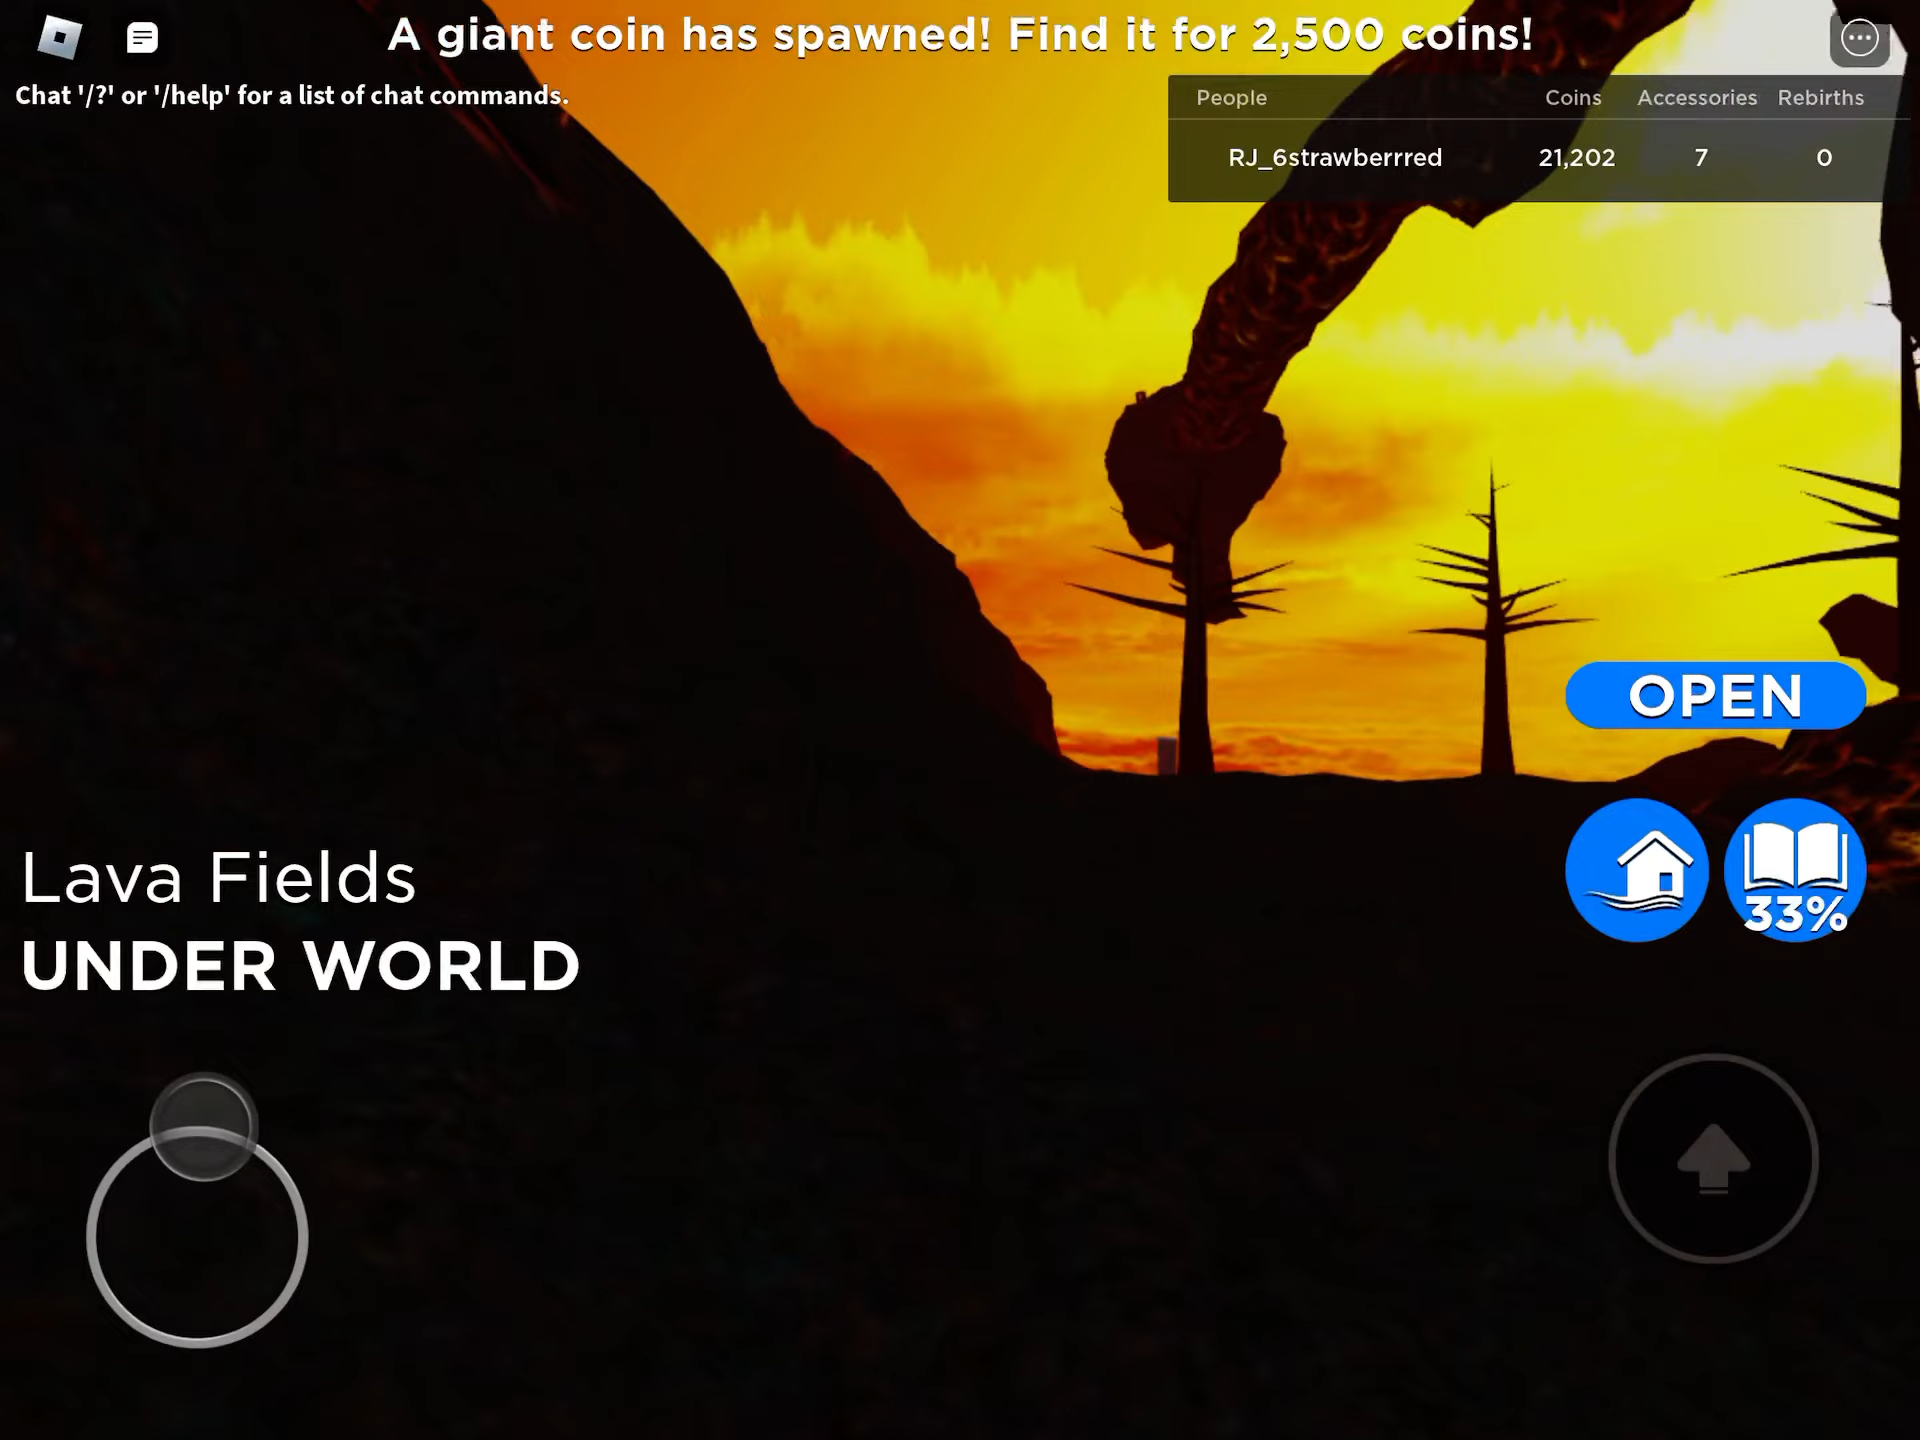 A giant coin has spawned! Find it for 2,500 coins!
Chat '/?' or '/help' for a list of chat commands.
People Coins Accessories Rebirths
RJ_6strawberrred 21,202 7 0
OPEN
33%
Lava Fields
UNDER WORLD